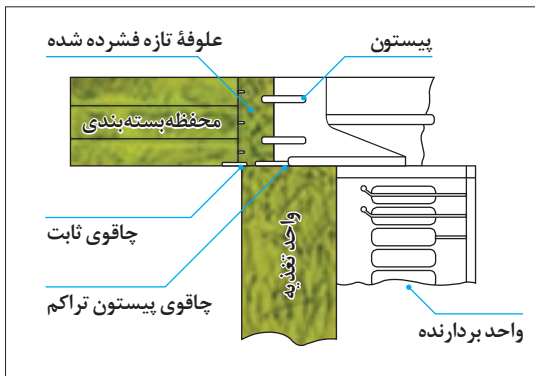 پیستون
علوفهٔ تازه فشرده شده
محفظه بسته‌بندی
چاقوی ثابت
واحد تغذیه
چاقوی پیستون تراکم
واحد بردارنده